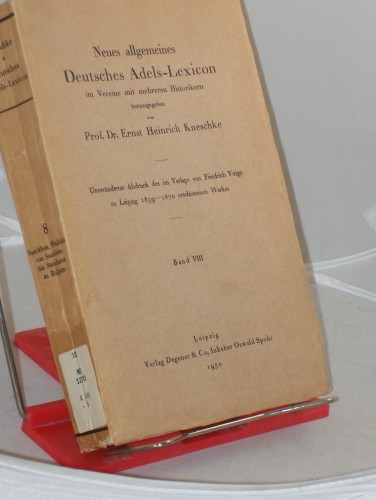 Neues allgemeines
Deutsches Adels-Lexicon
im Vereine mit mehreren Historikern
herausgegeben
von
Prof. Dr. Ernst Heinrich Kneschke
Unveränderter Abdruck des im Verlage von Friedrich Voigt
zu Leipzig 1859—1870 erschienenen Werkes
Band VIII
Leipzig
Verlag Degener & Co., Inhaber Oswald Spohr
1930
8